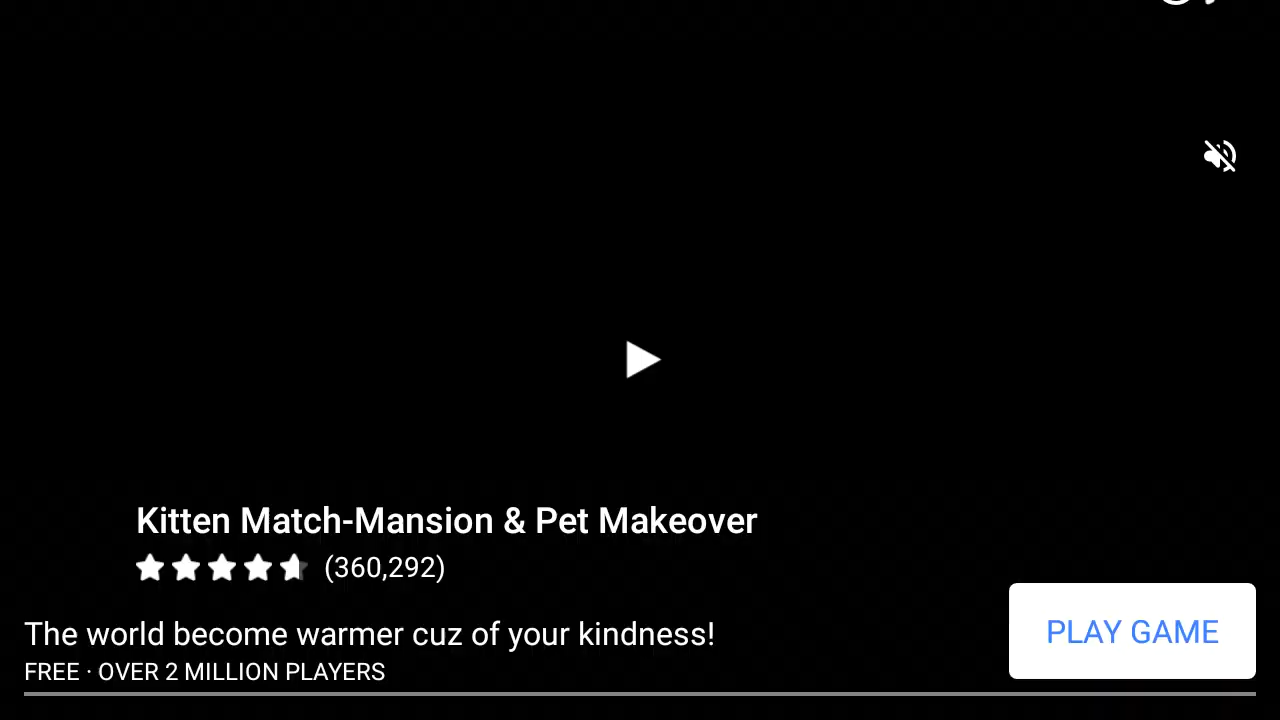 Kitten Match-Mansion & Pet Makeover
(360,292)
The world become warmer cuz of your kindness!
FREE · OVER 2 MILLION PLAYERS
PLAY GAME